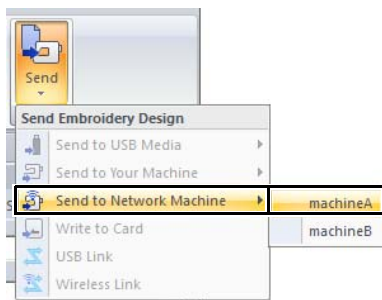 Send
Send Embroidery Design
Send to USB Media
Send to Your Machine
Send to Network Machine
machineA
Write to Card
machineB
USB Link
Wireless Link